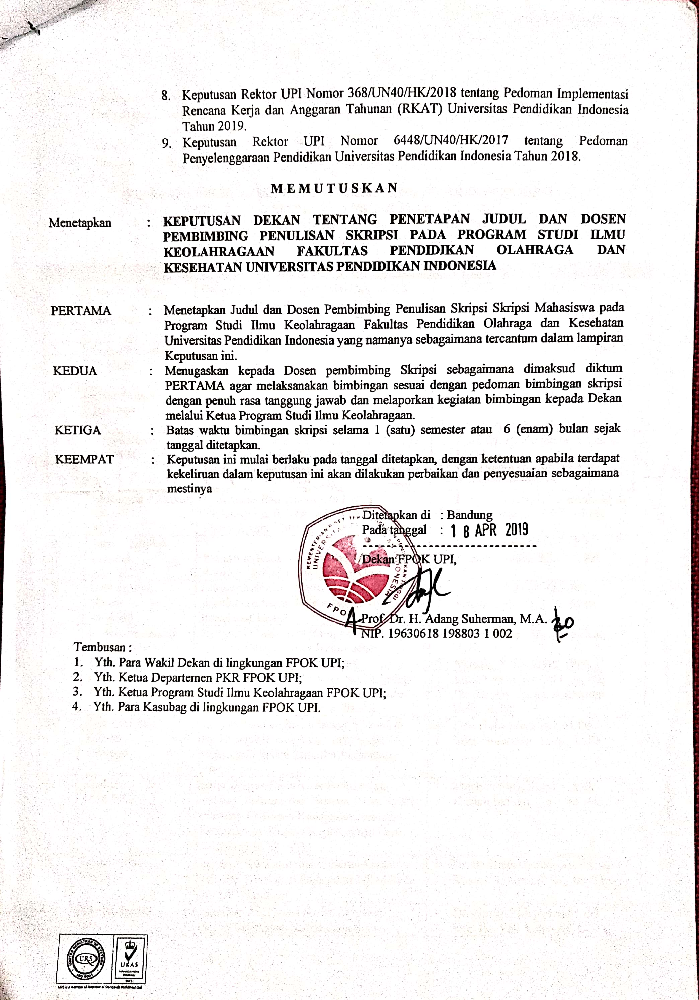 8. Keputusan Rektor UPI Nomor 368/UN40/HK/2018 tentang Pedoman Implementasi
Rencana Kerja dan Anggaran Tahunan (RKAT) Universitas Pendidikan Indonesia
Tahun 2019.
9. Keputusan Rektor UPI Nomor 6448/UN40/HK/2017 tentang Pedoman
Penyelenggaraan Pendidikan Universitas Pendidikan Indonesia Tahun 2018.
MEMUTUSKAN
Menetapkan : KEPUTUSAN DEKAN TENTANG PENETAPAN JUDUL DAN DOSEN
PEMBIMBING PENULISAN SKRIPSI PADA PROGRAM STUDI ILMU
KEOLAHRAGAAN FAKULTAS PENDIDIKAN OLAHRAGA DAN
KESEHATAN UNIVERSITAS PENDIDIKAN INDONESIA
PERTAMA : Menetapkan Judul dan Dosen Pembimbing Penulisan Skripsi Skripsi Mahasiswa pada
Program Studi Ilmu Keolahragaan Fakultas Pendidikan Olahraga dan Kesehatan
Universitas Pendidikan Indonesia yang namanya sebagaimana tercantum dalam lampiran
Keputusan ini.
KEDUA : Menugaskan kepada Dosen pembimbing Skripsi sebagaimana dimaksud diktum
PERTAMA agar melaksanakan bimbingan sesuai dengan pedoman bimbingan skripsi
dengan penuh rasa tanggung jawab dan melaporkan kegiatan bimbingan kepada Dekan
melalui Ketua Program Studi Ilmu Keolahragaan.
KETIGA : Batas waktu bimbingan skripsi selama 1 (satu) semester atau 6 (enam) bulan sejak
tanggal ditetapkan.
KEEMPAT : Keputusan ini mulai berlaku pada tanggal ditetapkan, dengan ketentuan apabila terdapat
kekeliruan dalam keputusan ini akan dilakukan perbaikan dan penyesuaian sebagaimana
mestinya
Ditetapkan di : Bandung
Pada tanggal : 18 APR 2019
Dekan FPOK UPI,
Prof. Dr. H. Adang Suherman, M.A.
NIP. 19630618 198803 1 002
Tembusan :
1. Yth. Para Wakil Dekan di lingkungan FPOK UPI;
2. Yth. Ketua Departemen PKR FPOK UPI;
3. Yth. Ketua Program Studi Ilmu Keolahragaan FPOK UPI;
4. Yth. Para Kasubag di lingkungan FPOK UPI.
UNITED REGISTRAR OF SYSTEMS
URS
ISO 9001
UKAS
MANAGEMENT
SYSTEMS